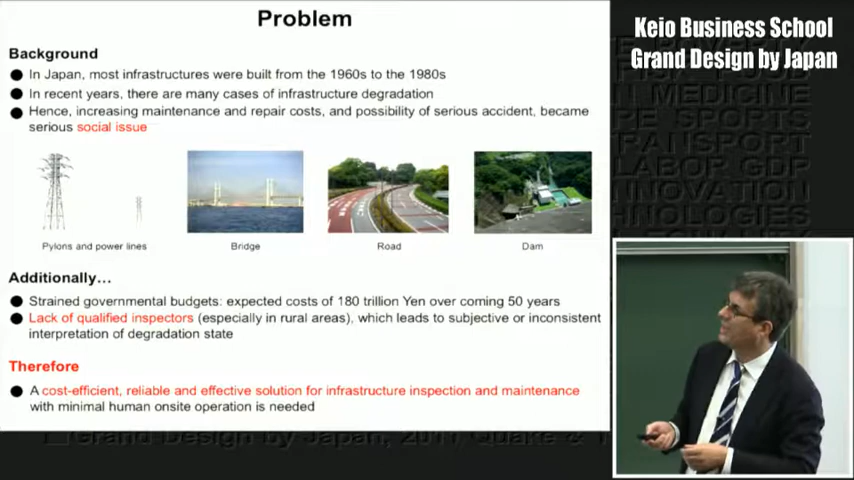 Problem
Background
In Japan, most infrastructures were built from the 1960s to the 1980s
In recent years, there are many cases of infrastructure degradation
Hence, increasing maintenance and repair costs, and possibility of serious accident, became
serious social issue
Pylons and power lines
Bridge
Road
Dam
Additionally…
Strained governmental budgets: expected costs of 180 trillion Yen over coming 50 years
Lack of qualified inspectors (especially in rural areas), which leads to subjective or inconsistent
interpretation of degradation state
Therefore
A cost-efficient, reliable and effective solution for infrastructure inspection and maintenance
with minimal human onsite operation is needed
Keio Business School
Grand Design by Japan
MEDICINE
SPORTS
TRANSPORT
LABOR GDP
INNOVATION
Grand Design by Japan,